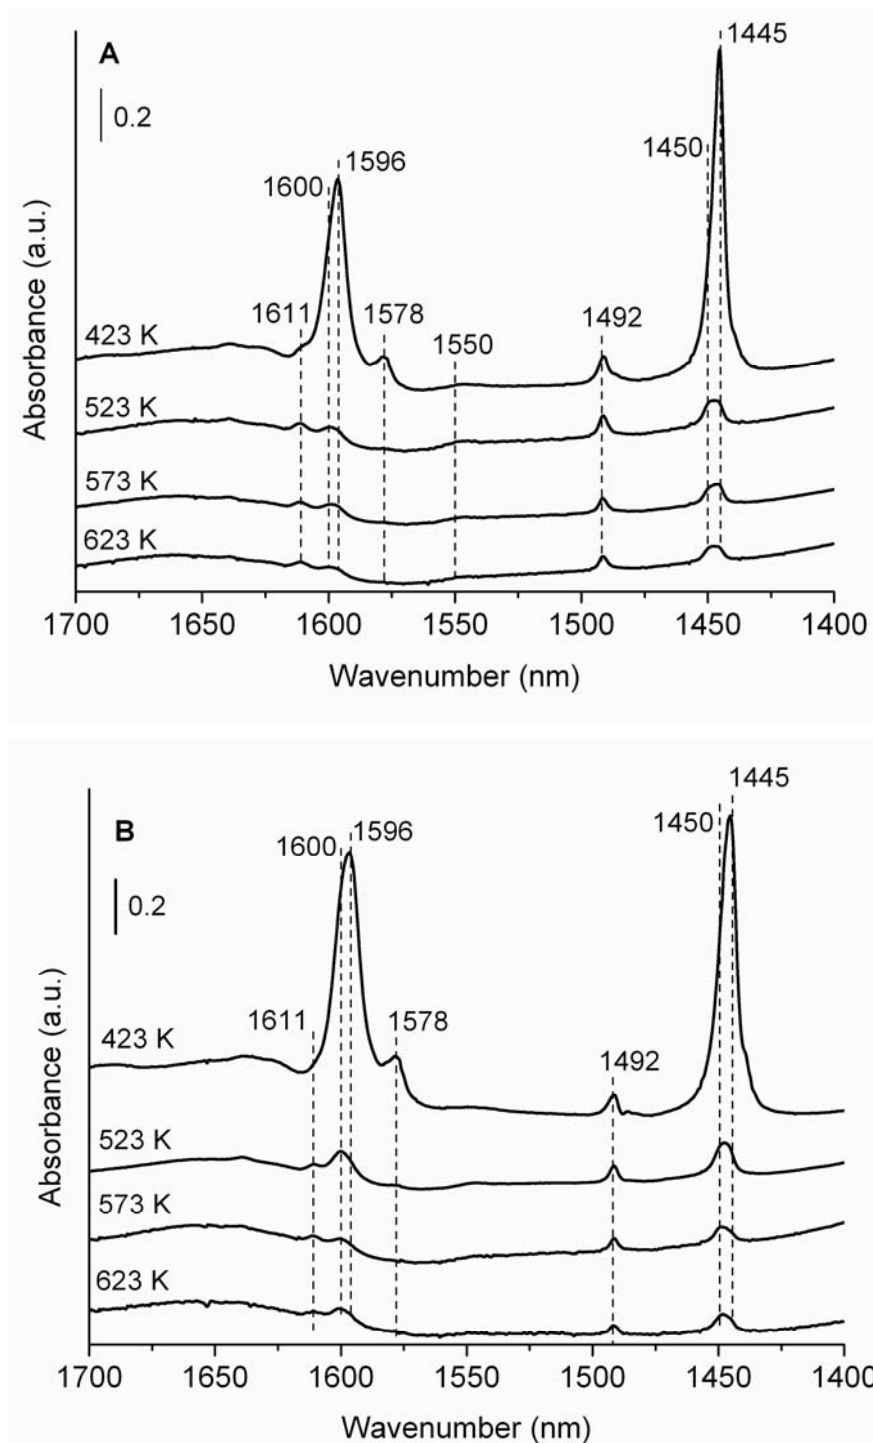 A
1445
0.2
1450
1596
1600
1611
1578
1550
1492
423 K
523 K
573 K
623 K
Absorbance (a.u.)
1700 1650 1600 1550 1500 1450 1400
Wavenumber (nm)
B
1445
1450
1596
1600
0.2
1611
1578
1492
423 K
523 K
573 K
623 K
Absorbance (a.u.)
1700 1650 1600 1550 1500 1450 1400
Wavenumber (nm)